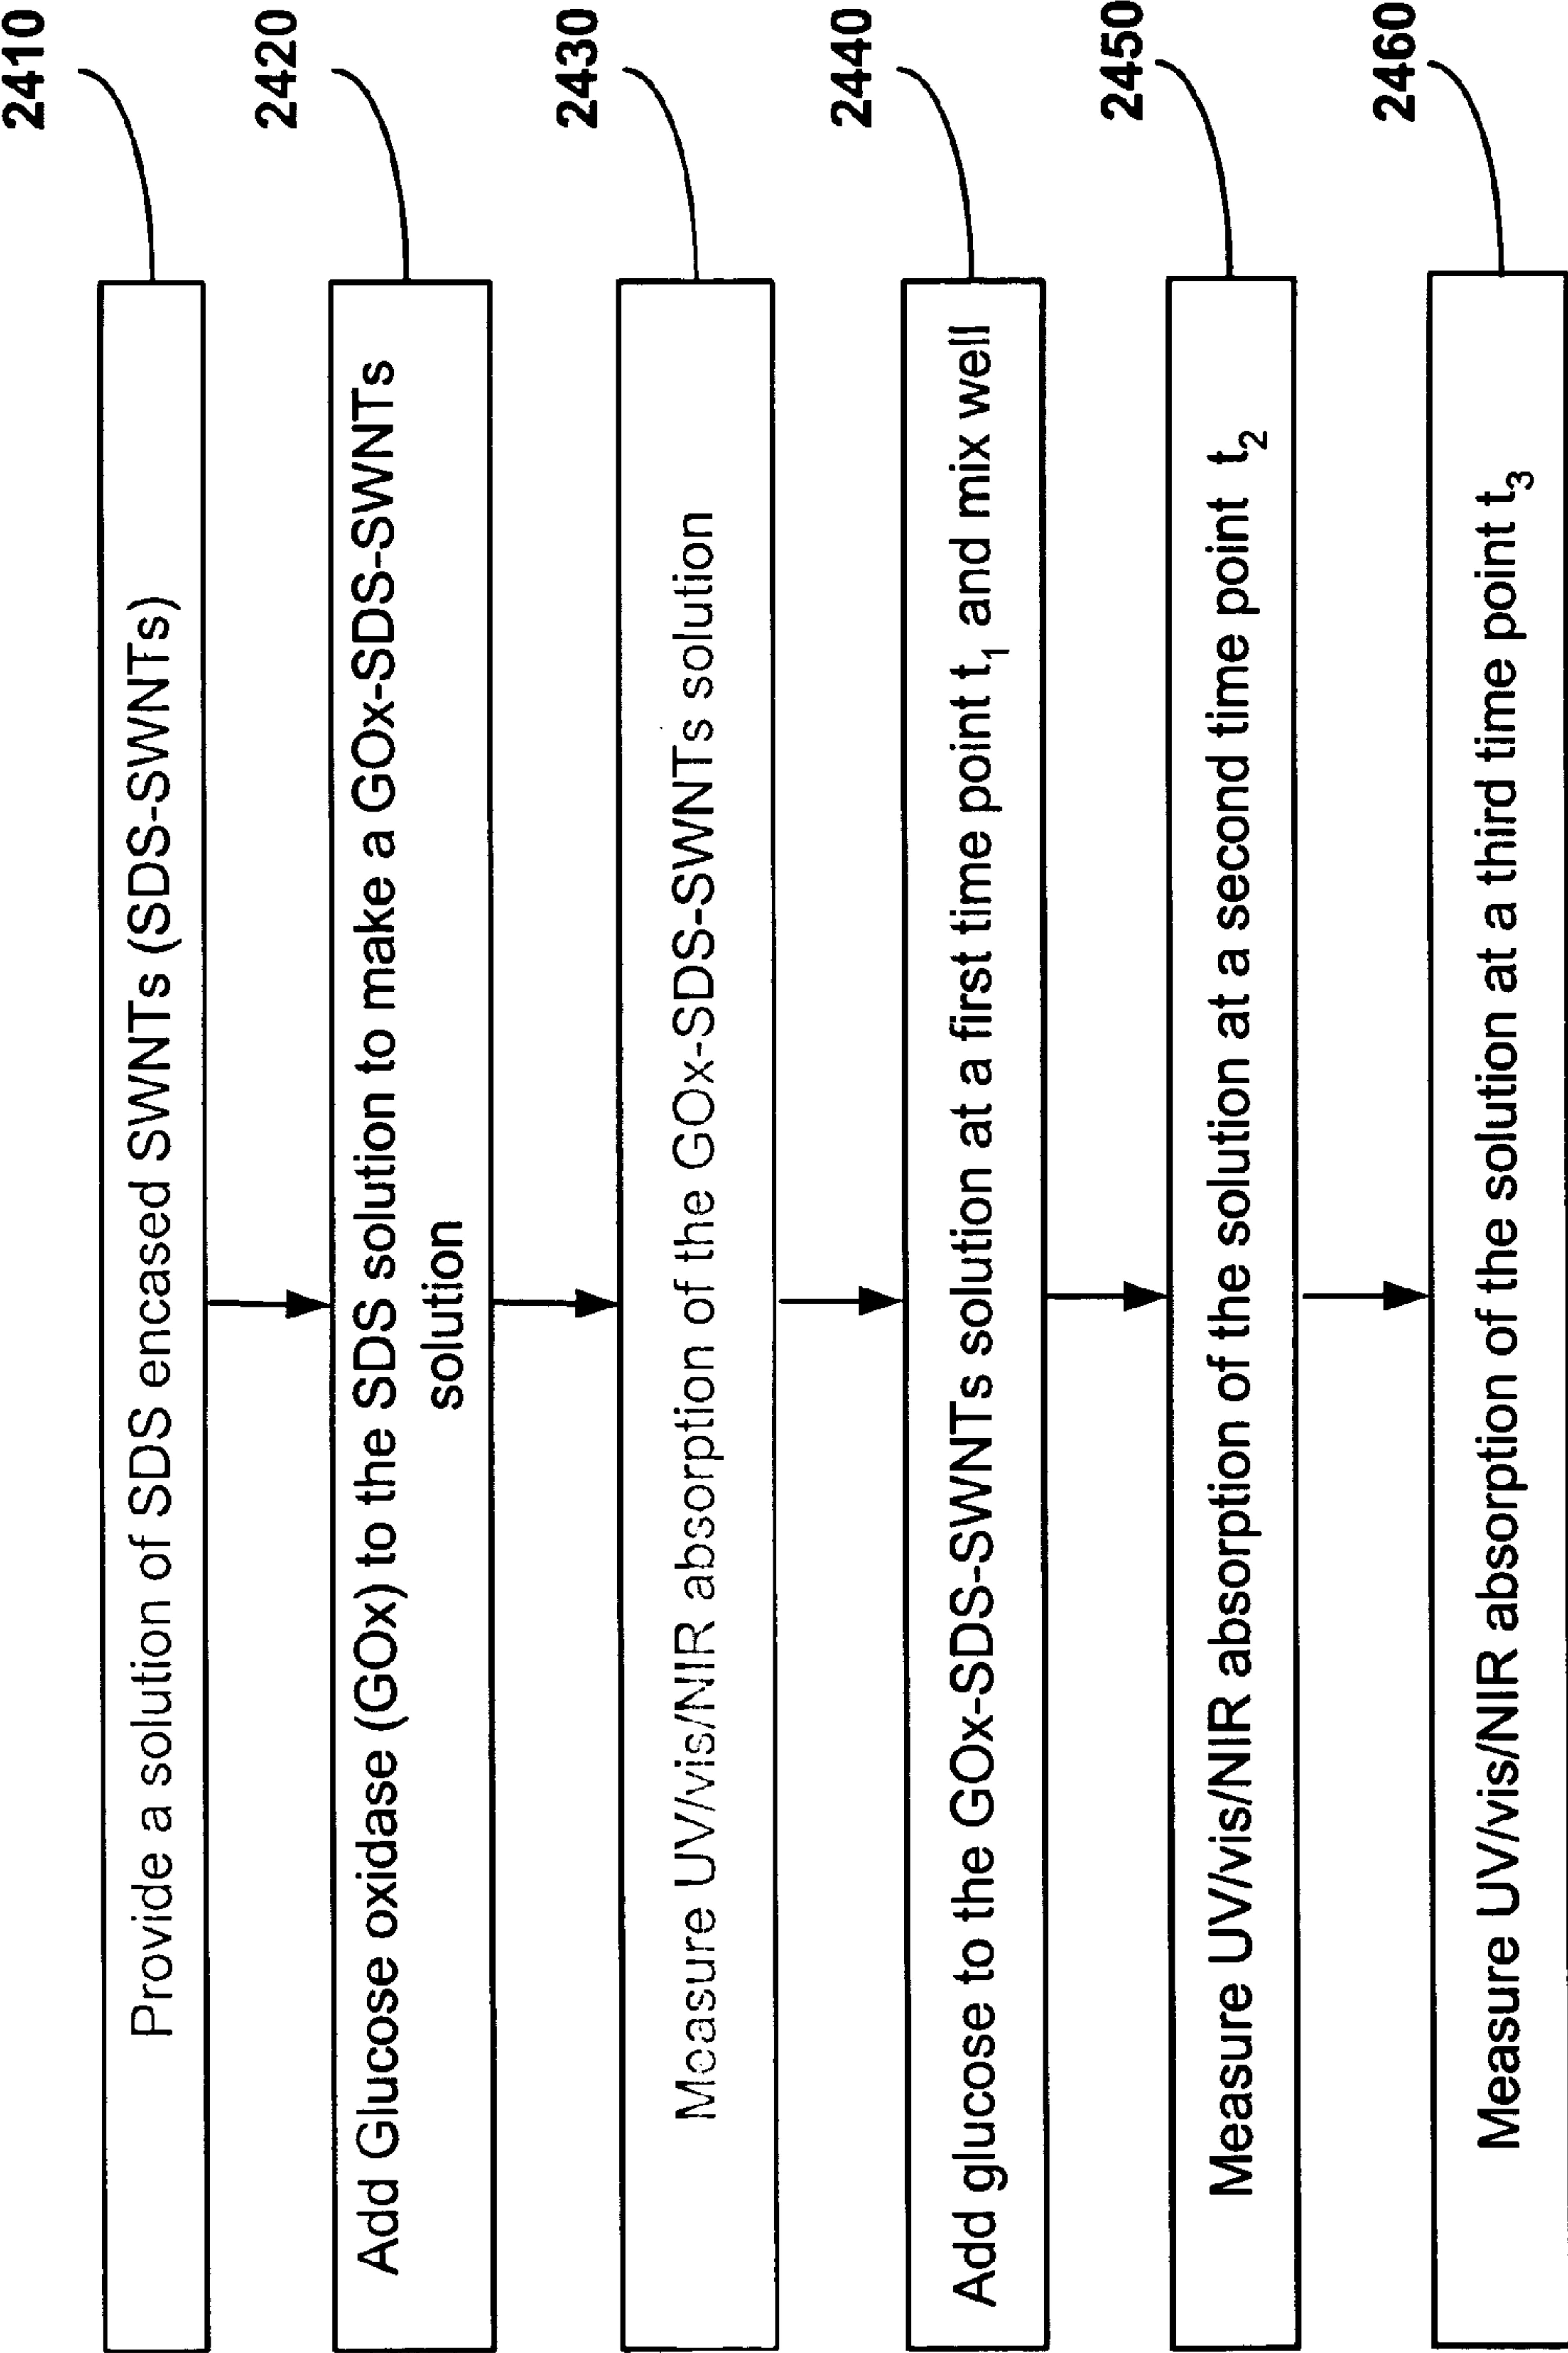 Provide a solution of SDS encased SWNTs (SDS-SWNTs)
2410
Add Glucose oxidase (GOx) to the SDS solution to make a GOx-SDS-SWNTs
solution
2420
Measure UV/vis/NIR absorption of the GOx-SDS-SWNTs solution
2430
Add glucose to the GOx-SDS-SWNTs solution at a first time point t₁ and mix well
2440
Measure UV/vis/NIR absorption of the solution at a second time point t₂
2450
Measure UV/vis/NIR absorption of the solution at a third time point t₃
2460